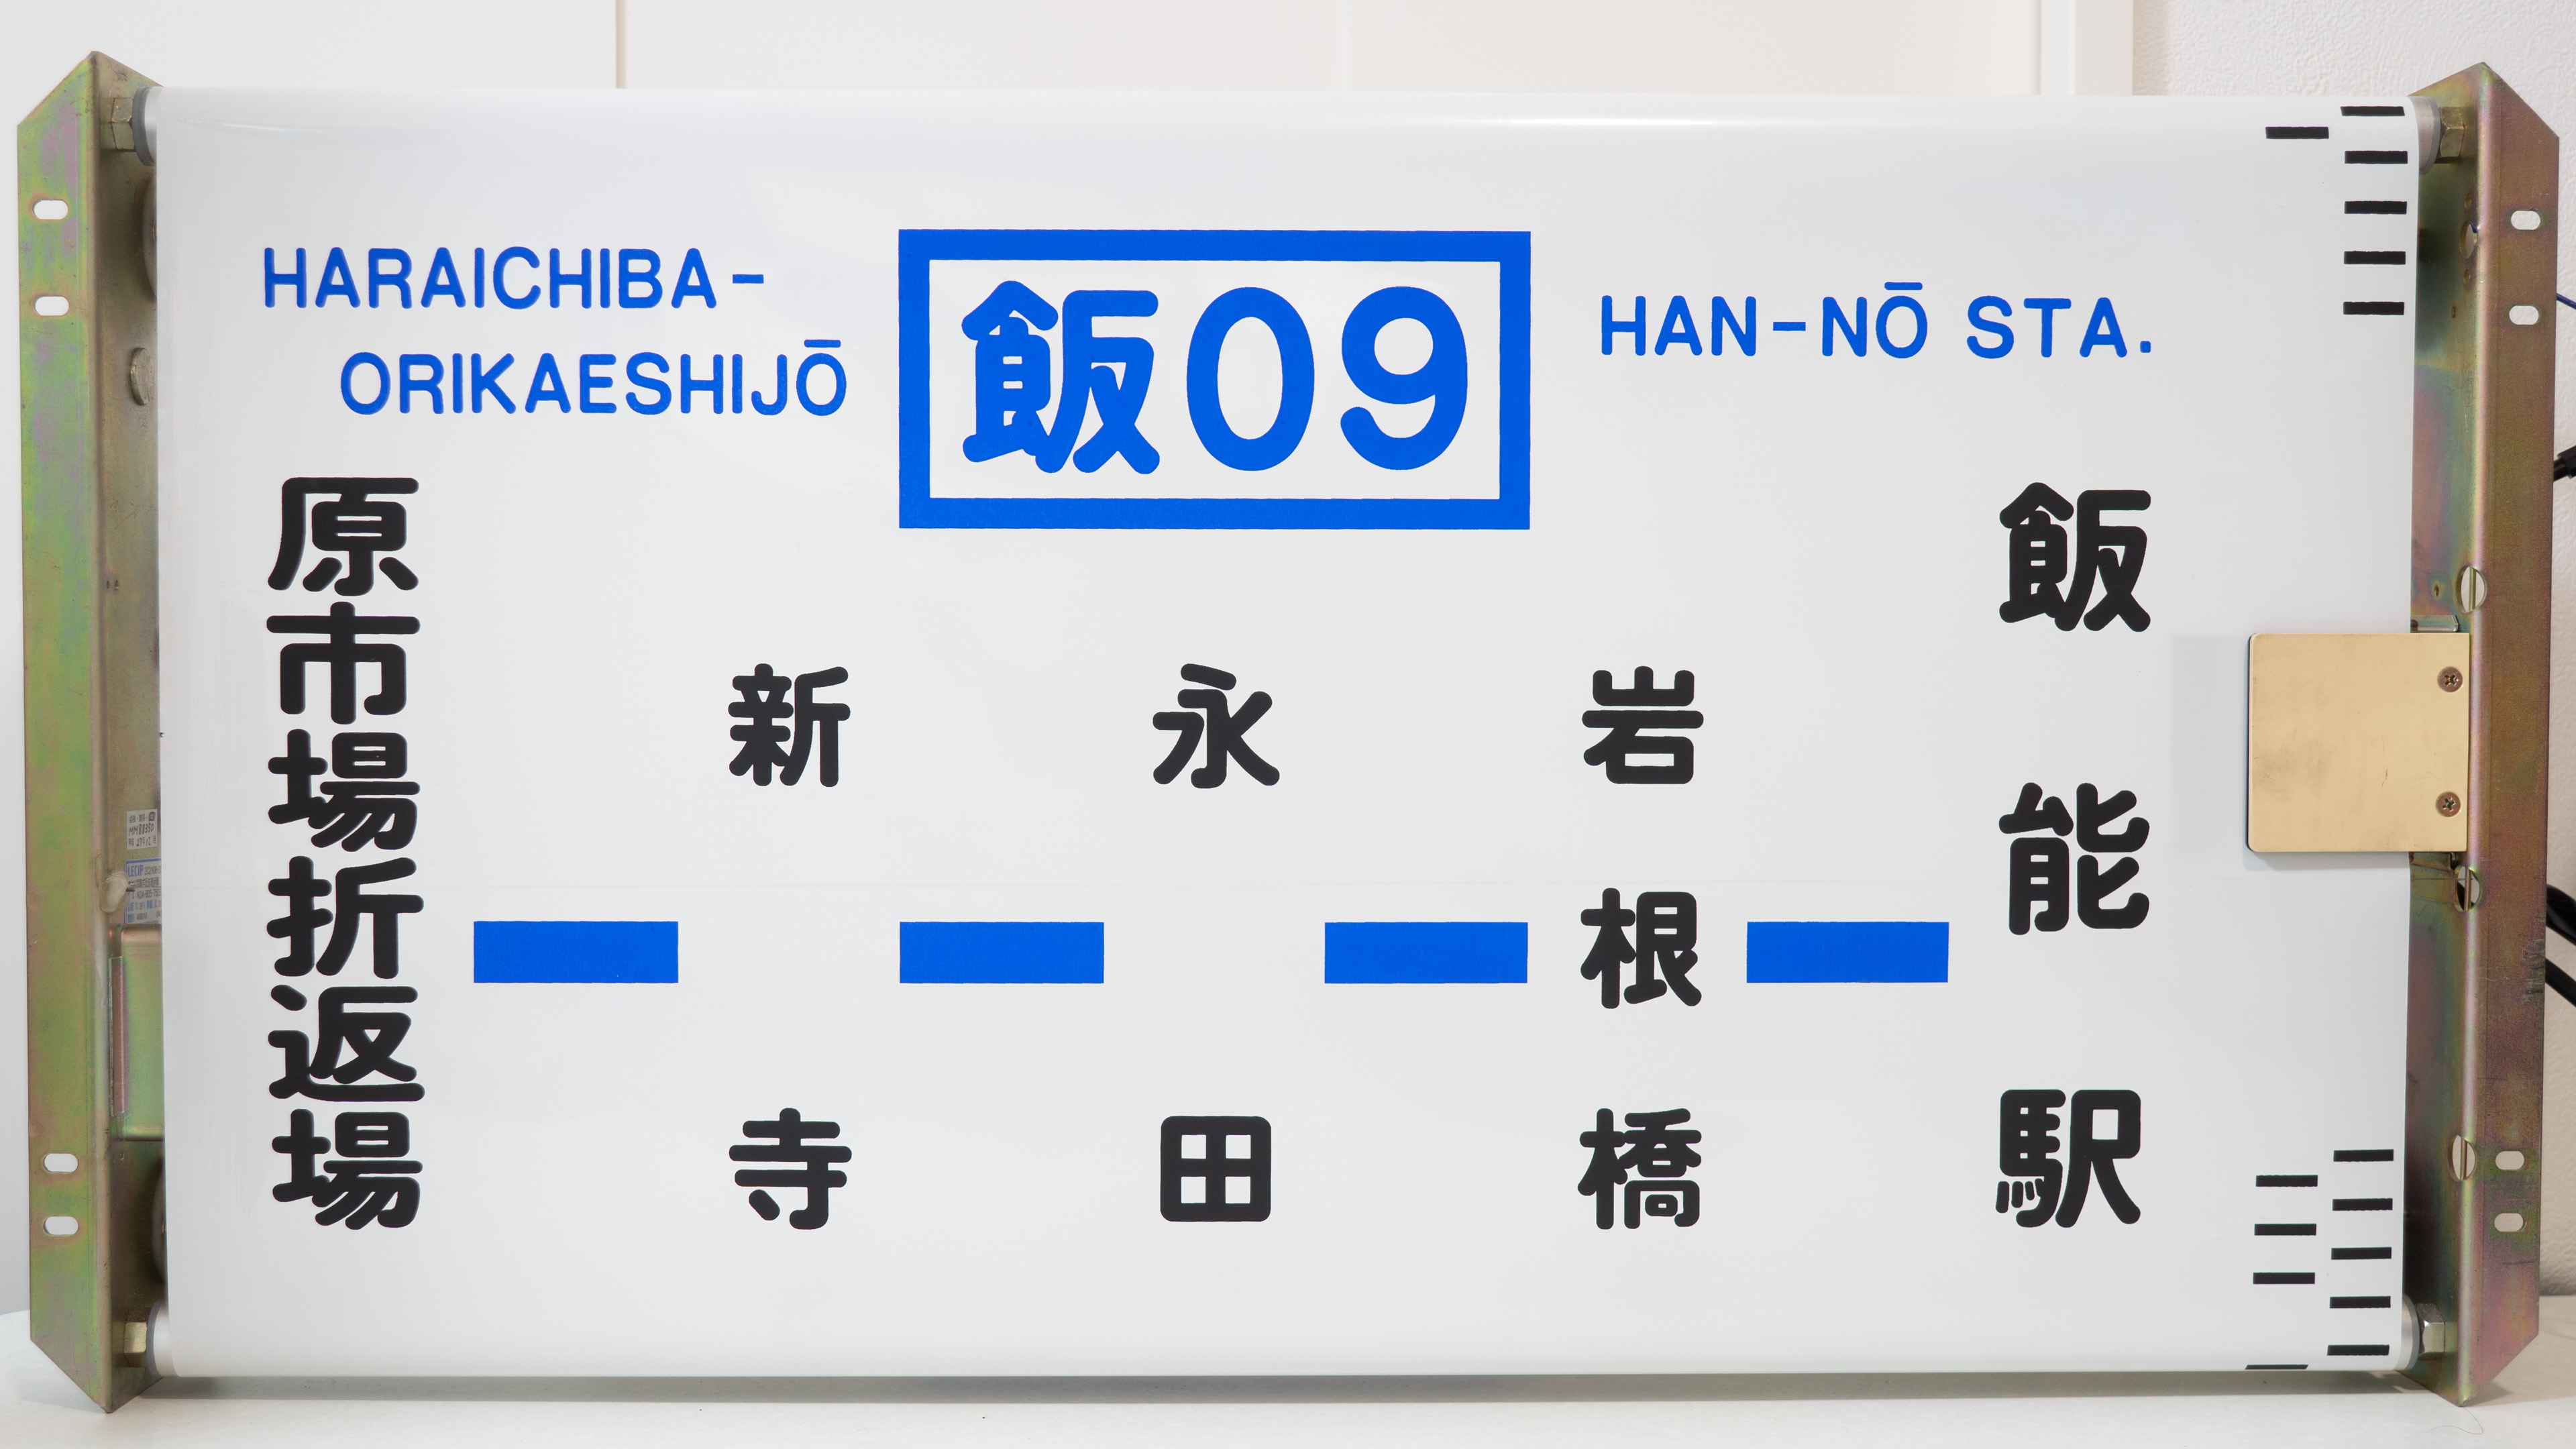 HARAICHIBA-
ORIKAESHIJŌ
飯09
HAN-NŌ STA.
原市場折返場
新寺
永田
岩根橋
飯能駅